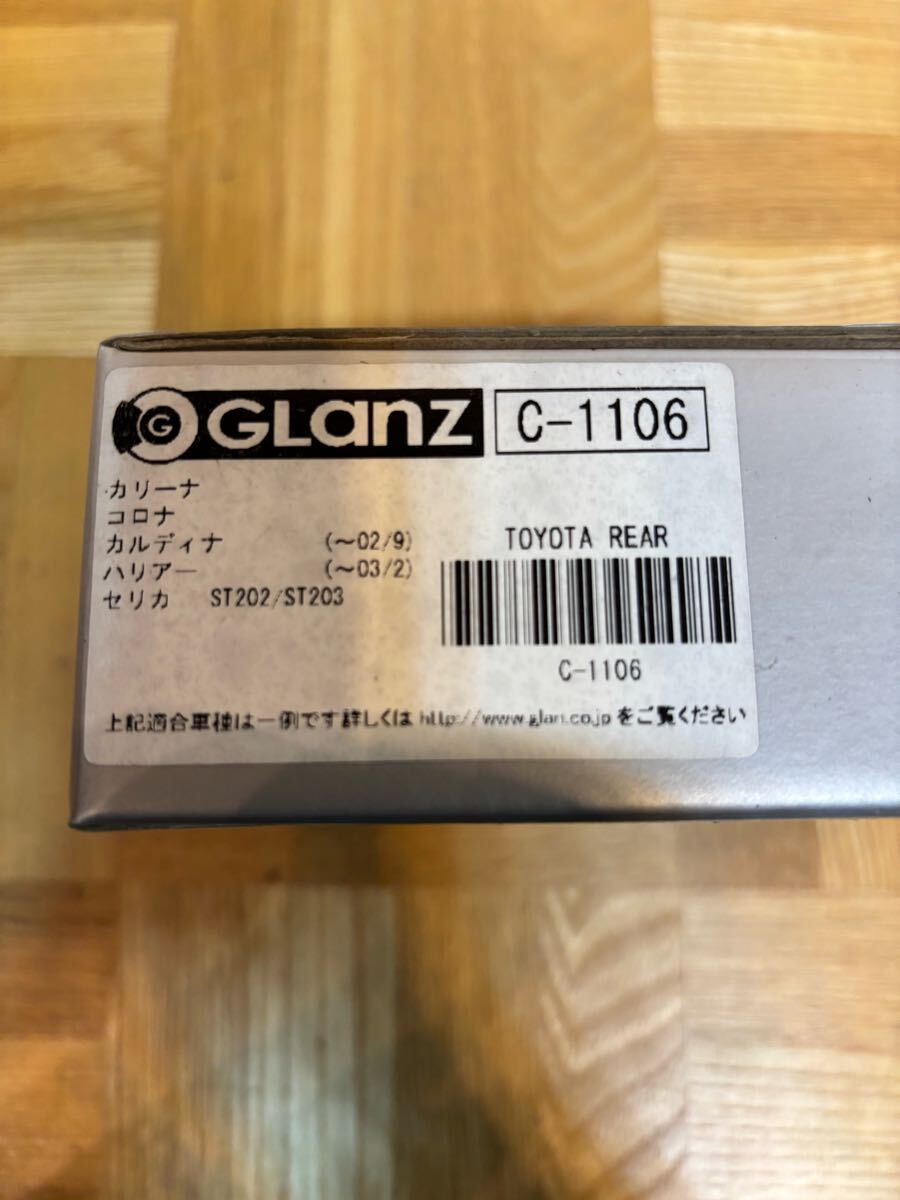 G GLanZ C-1106
カリーナ
コロナ
カルディナ (〜02/9)
ハリアー (〜03/2)
セリカ ST202/ST203
TOYOTA REAR
C-1106
上記適合車種は一例です詳しくは http://www.glan.co.jp をご覧ください